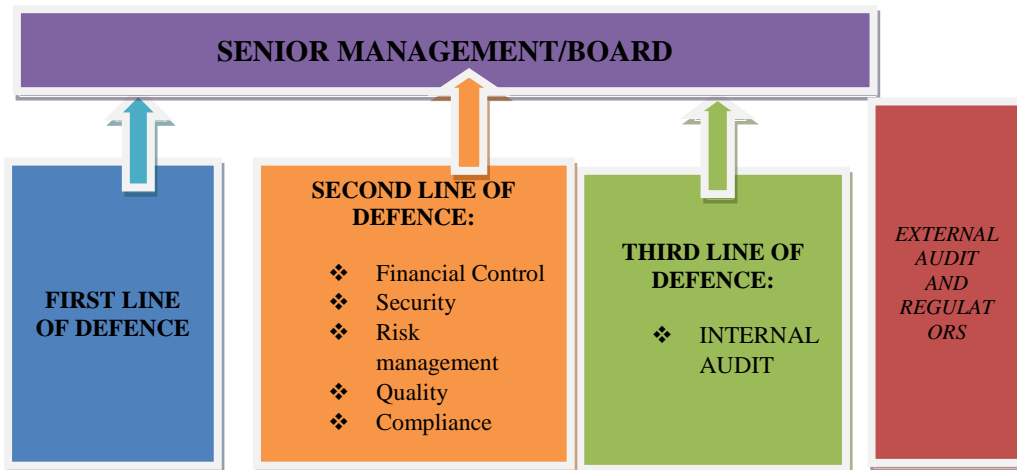 SENIOR MANAGEMENT/BOARD
FIRST LINE
OF DEFENCE
SECOND LINE OF
DEFENCE:
❖ Financial Control
❖ Security
❖ Risk
management
❖ Quality
❖ Compliance
THIRD LINE OF
DEFENCE:
❖ INTERNAL
AUDIT
EXTERNAL
AUDIT
AND
REGULAT
ORS